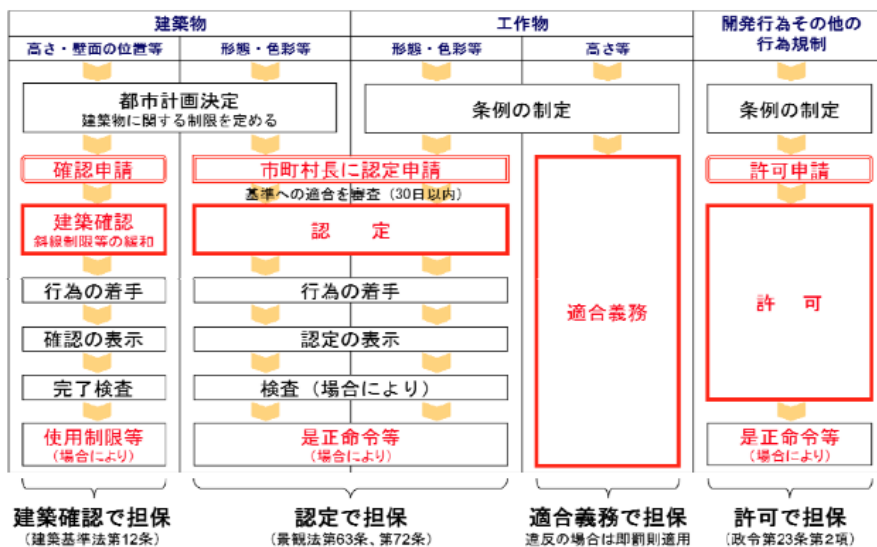 建築物
工作物
開発行為その他の
行為規制
高さ・壁面の位置等
形態・色彩等
形態・色彩等
高さ等
都市計画決定
建築物に関する制限を定める
条例の制定
条例の制定
確認申請
市町村長に認定申請
許可申請
基準への適合を審査（30日以内）
建築確認
斜線制限等の緩和
認　定
適合義務
許　可
行為の着手
行為の着手
確認の表示
認定の表示
完了検査
検査（場合により）
使用制限等
（場合により）
是正命令等
（場合により）
是正命令等
（場合により）
建築確認で担保
（建築基準法第12条）
認定で担保
（景観法第63条、第72条）
適合義務で担保
違反の場合は即罰則適用
許可で担保
（政令第23条第2項）